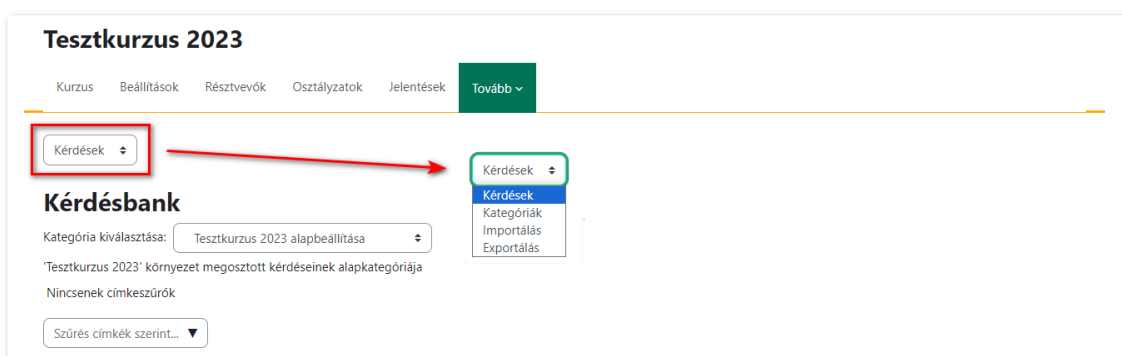 Tesztkurzus 2023
Kurzus Beállítások Résztvevők Osztályzatok Jelentések Tovább
Kérdések
Kérdések
Kérdések
Kategóriák
Importálás
Exportálás
Kérdésbank
Kategória kiválasztása: Tesztkurzus 2023 alapbeállítása
'Tesztkurzus 2023' környezet megosztott kérdéseinek alapkategóriája
Nincsenek címkeszűrők
Szűrés címkék szerint... ▼